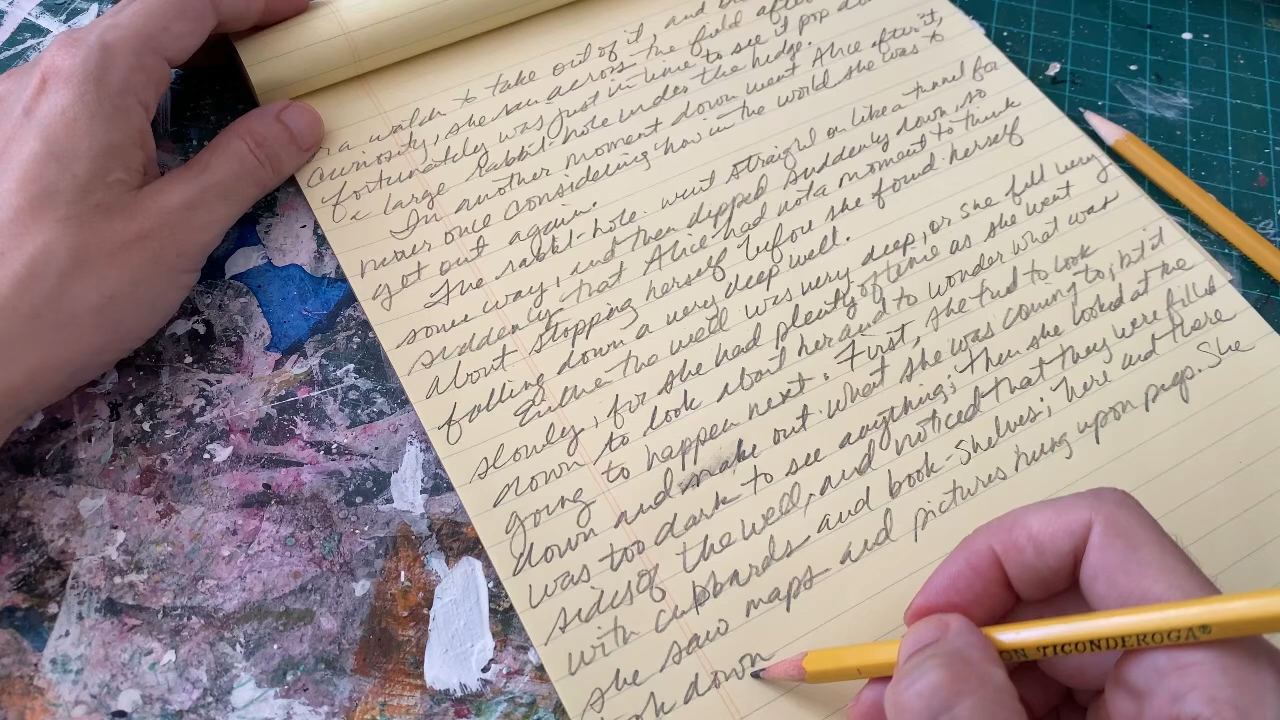 a watch to take out of it, and
curiosity, she ran across the field after
fortunately was just in time to see it pop
a large rabbit-hole under the hedge.
In another moment down went Alice after it,
never once considering how in the world she was to
get out again.
The rabbit-hole went straight on like a tunnel for
some way, and then dipped suddenly down, so
suddenly that Alice had not a moment to think
about stopping herself before she found herself
falling down a very deep well.
Either the well was very deep, or she fell very
slowly, for she had plenty of time as she went
down to look about her and to wonder what was
going to happen next. First, she tried to look
down and make out what she was coming to, but it
was too dark to see anything; then she looked at the
sides of the well, and noticed that they were filled
with cupboards and book-shelves; here and there
she saw maps and pictures hung upon pegs. She
down
TICONDEROGA®